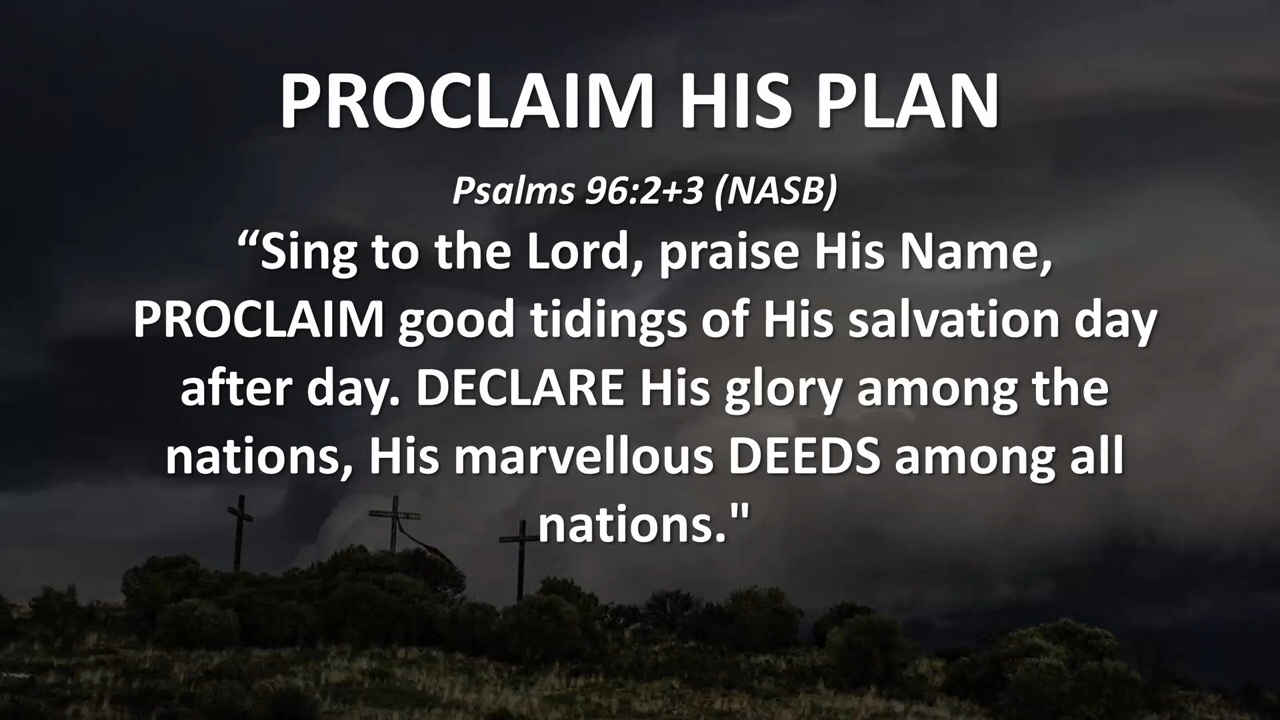 PROCLAIM HIS PLAN
Psalms 96:2+3 (NASB)
“Sing to the Lord, praise His Name,
PROCLAIM good tidings of His salvation day
after day. DECLARE His glory among the
nations, His marvellous DEEDS among all
nations."